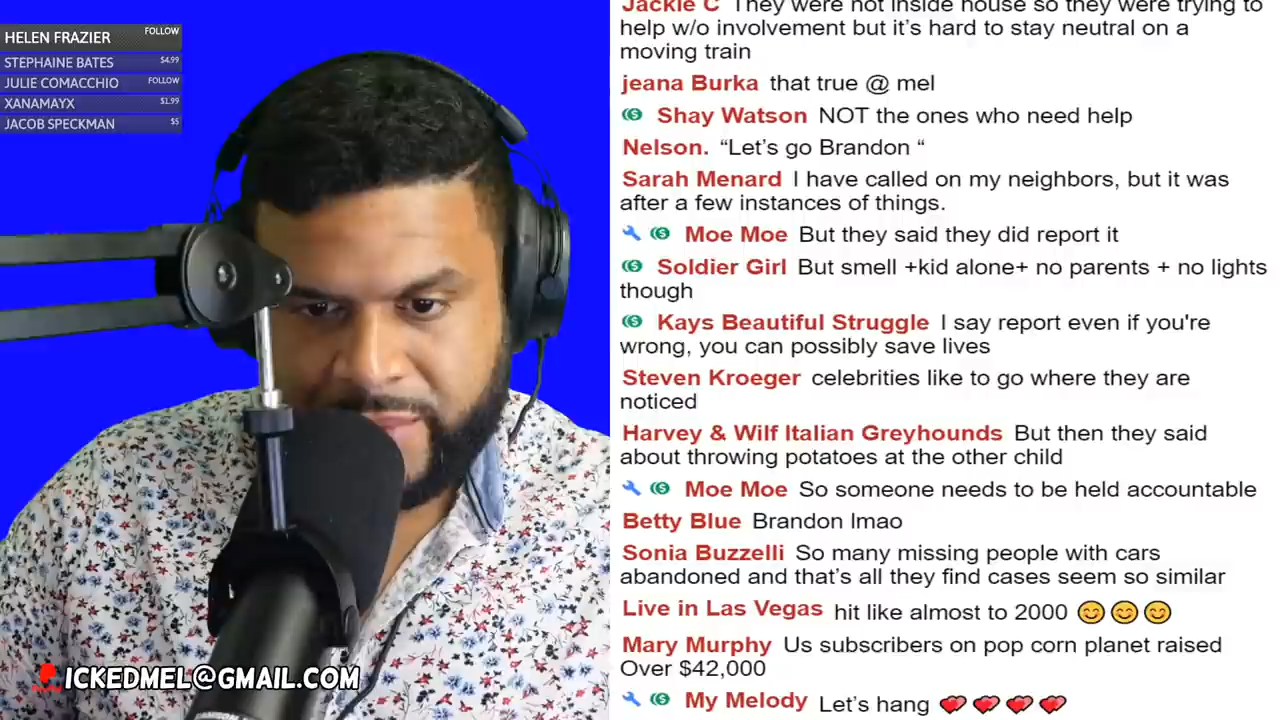 HELEN FRAZIER FOLLOW
STEPHAINE BATES $4.99
JULIE COMACCHIO FOLLOW
XANAMAYX $1.99
JACOB SPECKMAN $5
ICKEDMEL@GMAIL.COM
Jackie C They were not inside house so they were trying to
help w/o involvement but it’s hard to stay neutral on a
moving train
jeana Burka that true @ mel
Shay Watson NOT the ones who need help
Nelson. “Let’s go Brandon “
Sarah Menard I have called on my neighbors, but it was
after a few instances of things.
Moe Moe But they said they did report it
Soldier Girl But smell +kid alone+ no parents + no lights
though
Kays Beautiful Struggle I say report even if you're
wrong, you can possibly save lives
Steven Kroeger celebrities like to go where they are
noticed
Harvey & Wilf Italian Greyhounds But then they said
about throwing potatoes at the other child
Moe Moe So someone needs to be held accountable
Betty Blue Brandon lmao
Sonia Buzzelli So many missing people with cars
abandoned and that’s all they find cases seem so similar
Live in Las Vegas hit like almost to 2000 😊😊😊
Mary Murphy Us subscribers on pop corn planet raised
Over $42,000
My Melody Let’s hang 💕💕💕💕